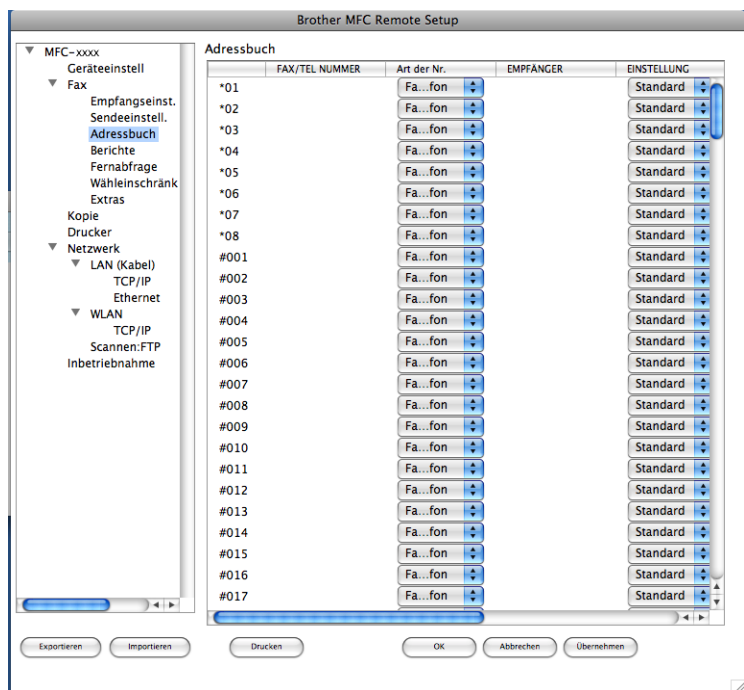 Brother MFC Remote Setup
MFC-xxxx
Geräteeinstell
Fax
Empfangseinst.
Sendeeinstell.
Adressbuch
Berichte
Fernabfrage
Wähleinschränk
Extras
Kopie
Drucker
Netzwerk
LAN (Kabel)
TCP/IP
Ethernet
WLAN
TCP/IP
Scannen:FTP
Inbetriebnahme
Adressbuch
FAX/TEL NUMMER Art der Nr. EMPFÄNGER EINSTELLUNG
*01 Fa...fon Standard
*02 Fa...fon Standard
*03 Fa...fon Standard
*04 Fa...fon Standard
*05 Fa...fon Standard
*06 Fa...fon Standard
*07 Fa...fon Standard
*08 Fa...fon Standard
#001 Fa...fon Standard
#002 Fa...fon Standard
#003 Fa...fon Standard
#004 Fa...fon Standard
#005 Fa...fon Standard
#006 Fa...fon Standard
#007 Fa...fon Standard
#008 Fa...fon Standard
#009 Fa...fon Standard
#010 Fa...fon Standard
#011 Fa...fon Standard
#012 Fa...fon Standard
#013 Fa...fon Standard
#014 Fa...fon Standard
#015 Fa...fon Standard
#016 Fa...fon Standard
#017 Fa...fon Standard
Exportieren Importieren Drucken OK Abbrechen Übernehmen